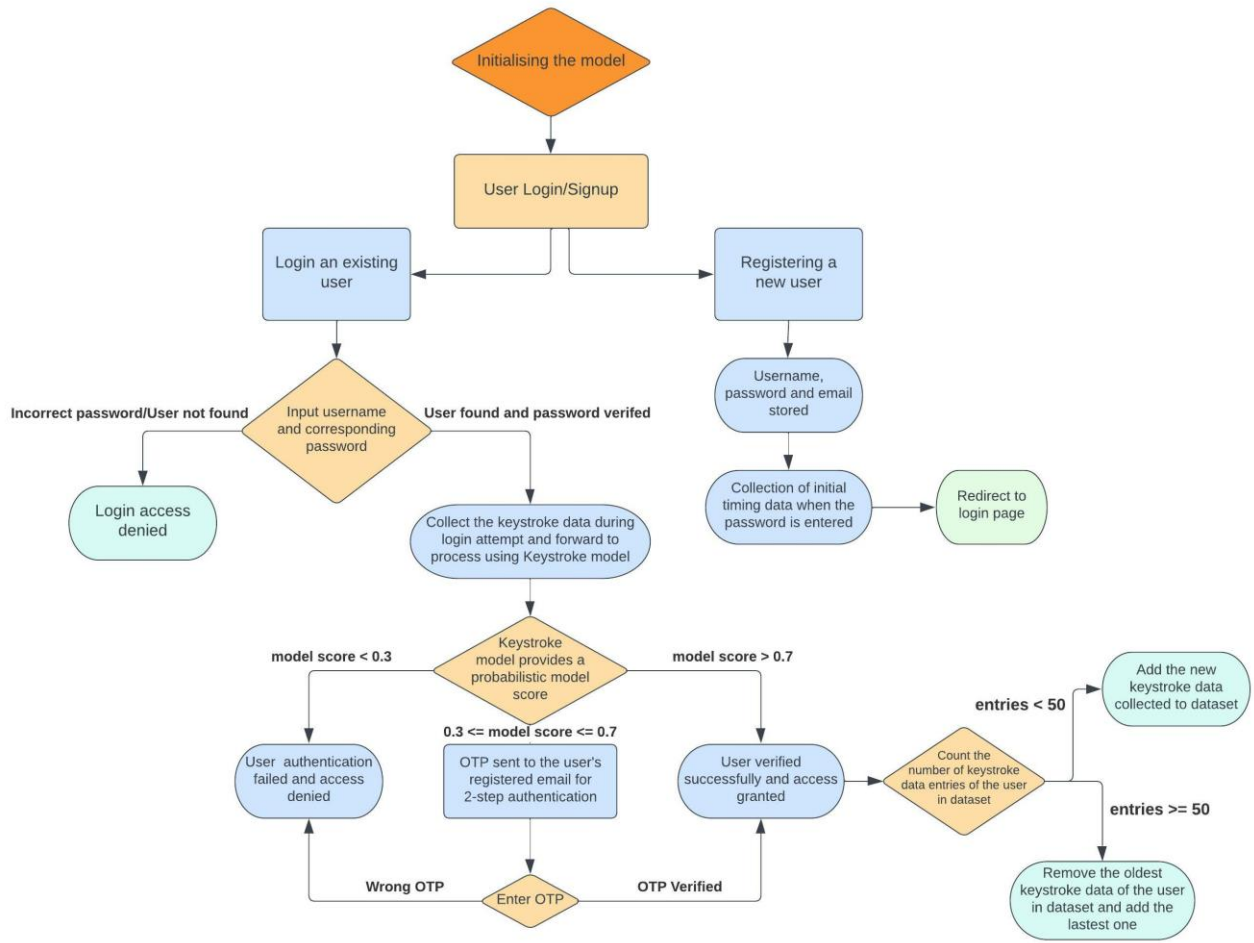 Initialising the model
User Login/Signup
Login an existing
user
Registering a
new user
Username,
password and email
stored
Incorrect password/User not found
Input username
and corresponding
password
User found and password verifed
Login access
denied
Collect the keystroke data during
login attempt and forward to
process using Keystroke model
Collection of initial
timing data when the
password is entered
Redirect to
login page
model score < 0.3
Keystroke
model provides a
probabilistic model
score
model score > 0.7
0.3 <= model score <= 0.7
User authentication
failed and access
denied
OTP sent to the user's
registered email for
2-step authentication
User verified
successfully and access
granted
Count the
number of keystroke
data entries of the user
in dataset
entries < 50
Add the new
keystroke data
collected to dataset
entries >= 50
Remove the oldest
keystroke data of the user
in dataset and add the
lastest one
Wrong OTP
Enter OTP
OTP Verified